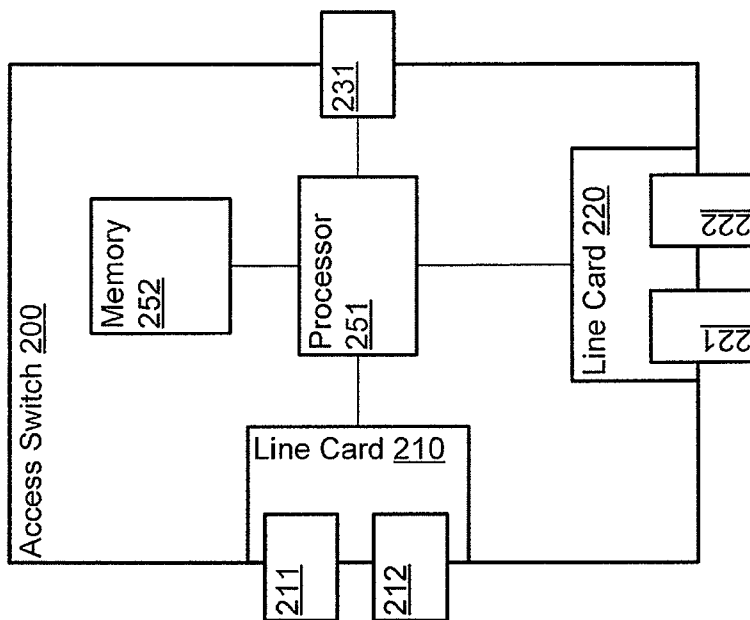 Access Switch 200
Memory
252
231
Processor
251
Line Card 210
211
212
Line Card 220
221
222